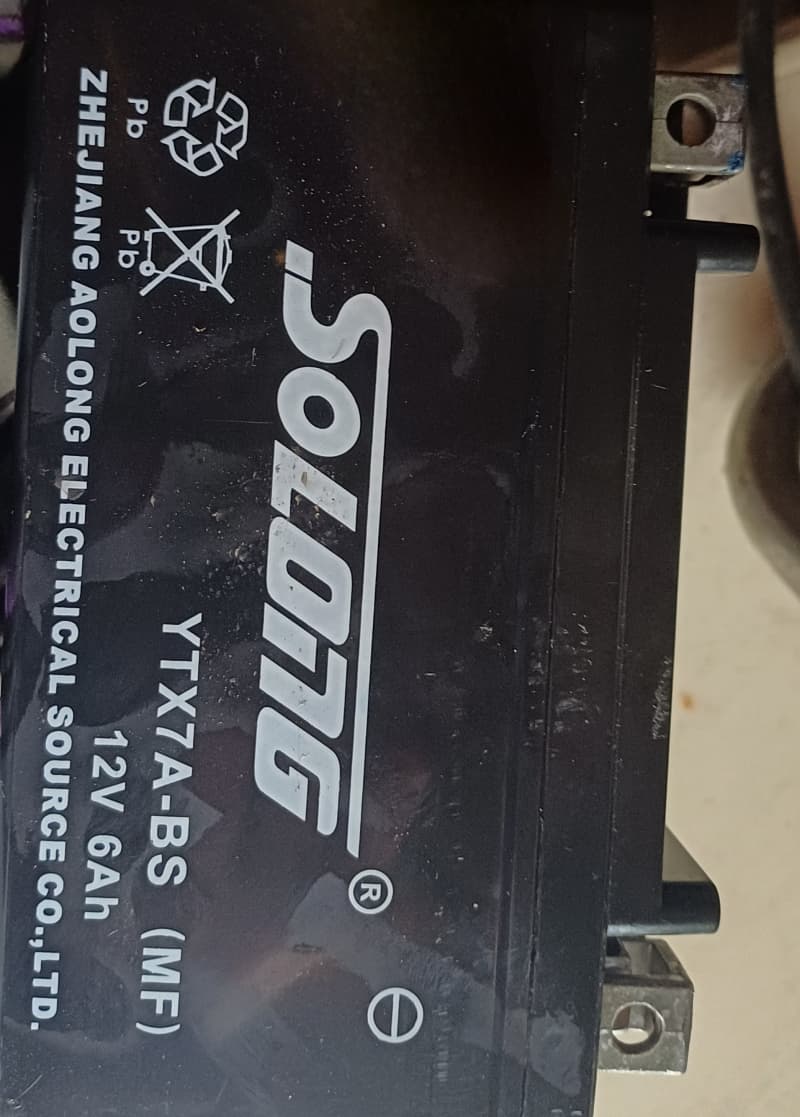 SOLONG®
Pb
Pb
YTX7A-BS (MF)
12V 6Ah
ZHEJIANG AOLONG ELECTRICAL SOURCE CO.,LTD.